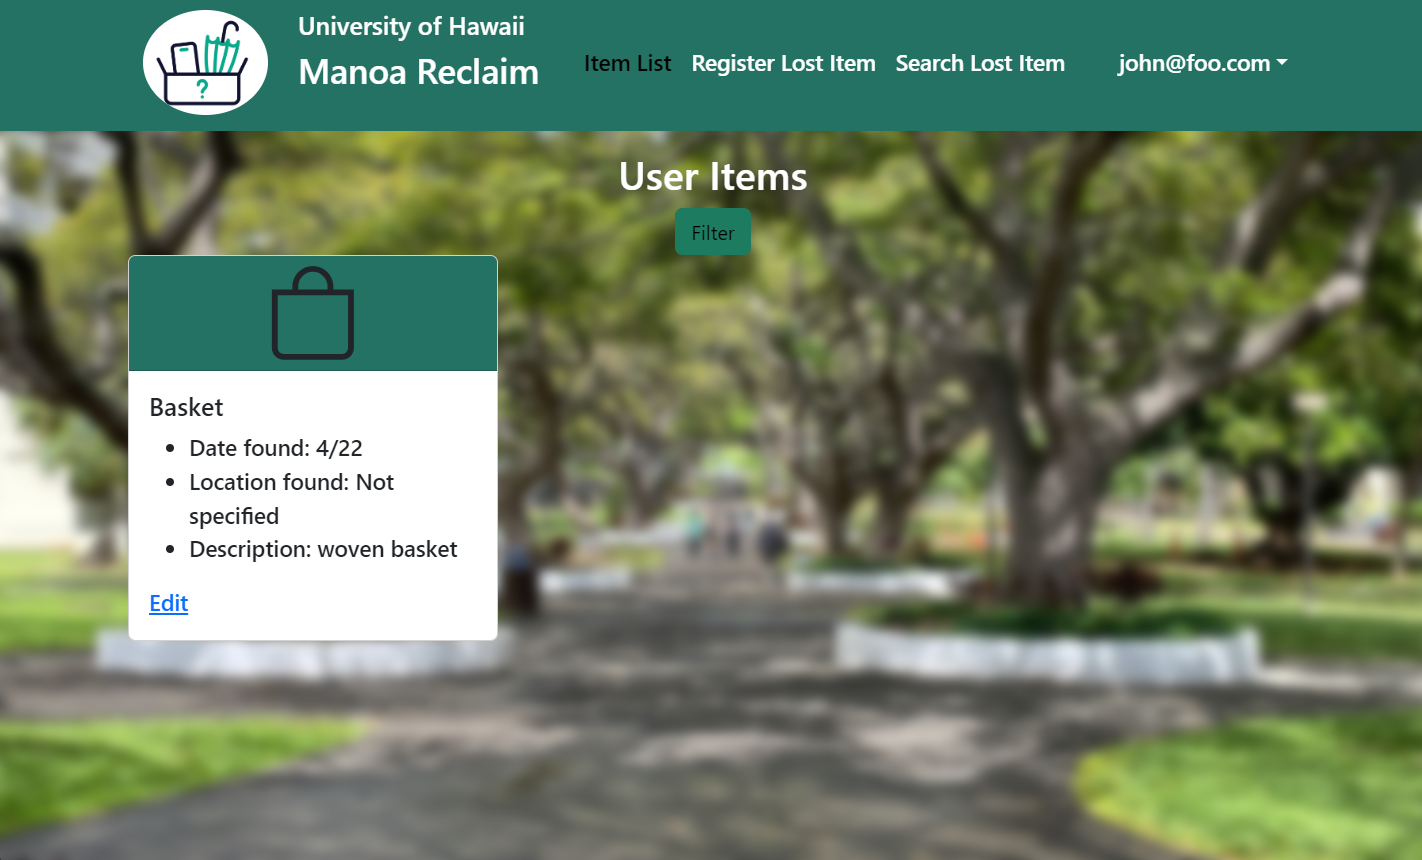 University of Hawaii
Manoa Reclaim
Item List Register Lost Item Search Lost Item john@foo.com
?
User Items
Filter
Basket
Date found: 4/22
Location found: Not
specified
Description: woven basket
Edit